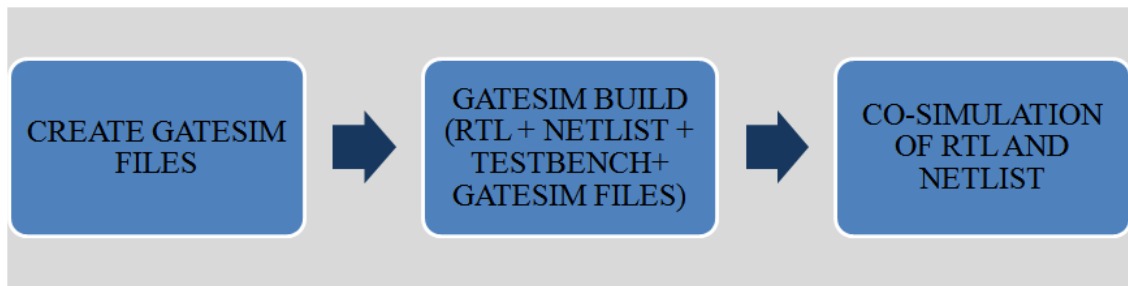 CREATE GATESIM
FILES
GATESIM BUILD
(RTL + NETLIST +
TESTBENCH+
GATESIM FILES)
CO-SIMULATION
OF RTL AND
NETLIST